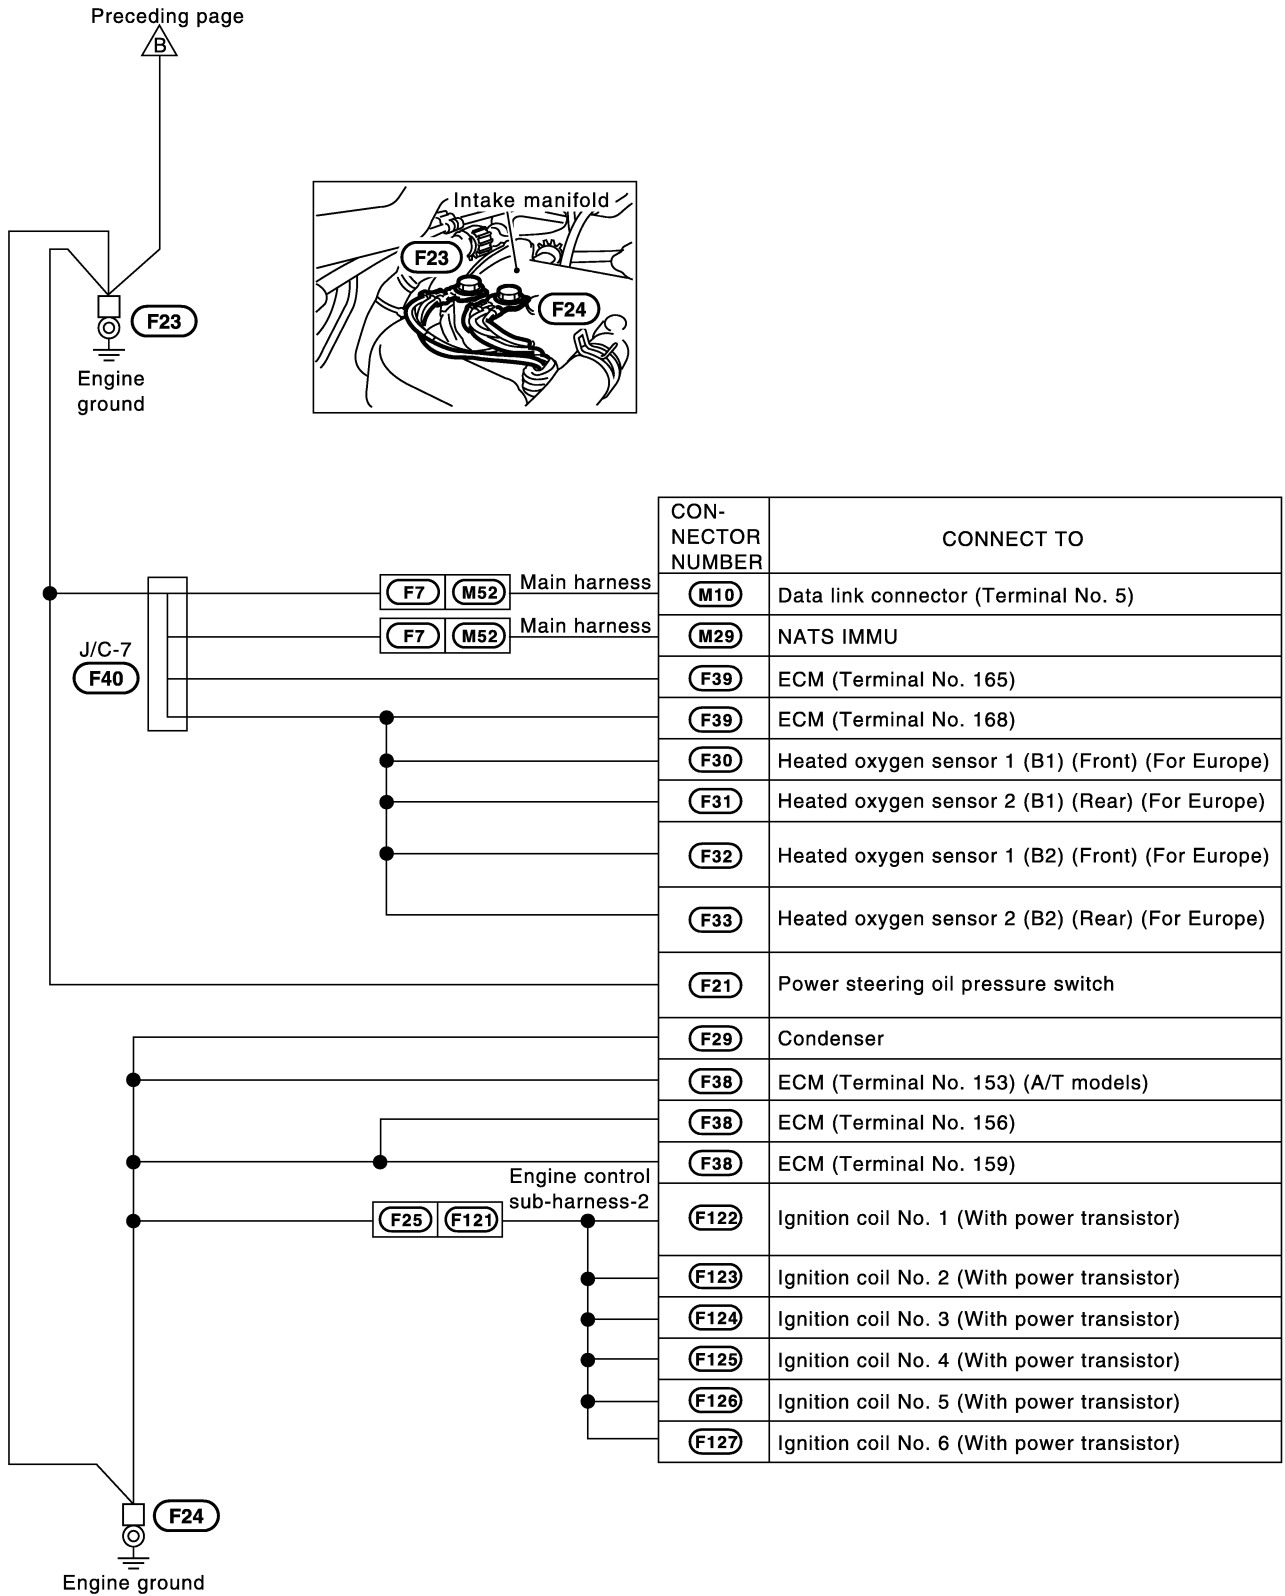 Preceding page
B
Intake manifold
F23
F24
F23
Engine
ground
CON-
NECTOR
NUMBER
CONNECT TO
F7 M52 Main harness M10 Data link connector (Terminal No. 5)
F7 M52 Main harness M29 NATS IMMU
J/C-7
F40
F39 ECM (Terminal No. 165)
F39 ECM (Terminal No. 168)
F30 Heated oxygen sensor 1 (B1) (Front) (For Europe)
F31 Heated oxygen sensor 2 (B1) (Rear) (For Europe)
F32 Heated oxygen sensor 1 (B2) (Front) (For Europe)
F33 Heated oxygen sensor 2 (B2) (Rear) (For Europe)
F21 Power steering oil pressure switch
F29 Condenser
F38 ECM (Terminal No. 153) (A/T models)
F38 ECM (Terminal No. 156)
F38 ECM (Terminal No. 159)
Engine control
sub-harness-2
F25 F121 F122 Ignition coil No. 1 (With power transistor)
F123 Ignition coil No. 2 (With power transistor)
F124 Ignition coil No. 3 (With power transistor)
F125 Ignition coil No. 4 (With power transistor)
F126 Ignition coil No. 5 (With power transistor)
F127 Ignition coil No. 6 (With power transistor)
F24
Engine ground